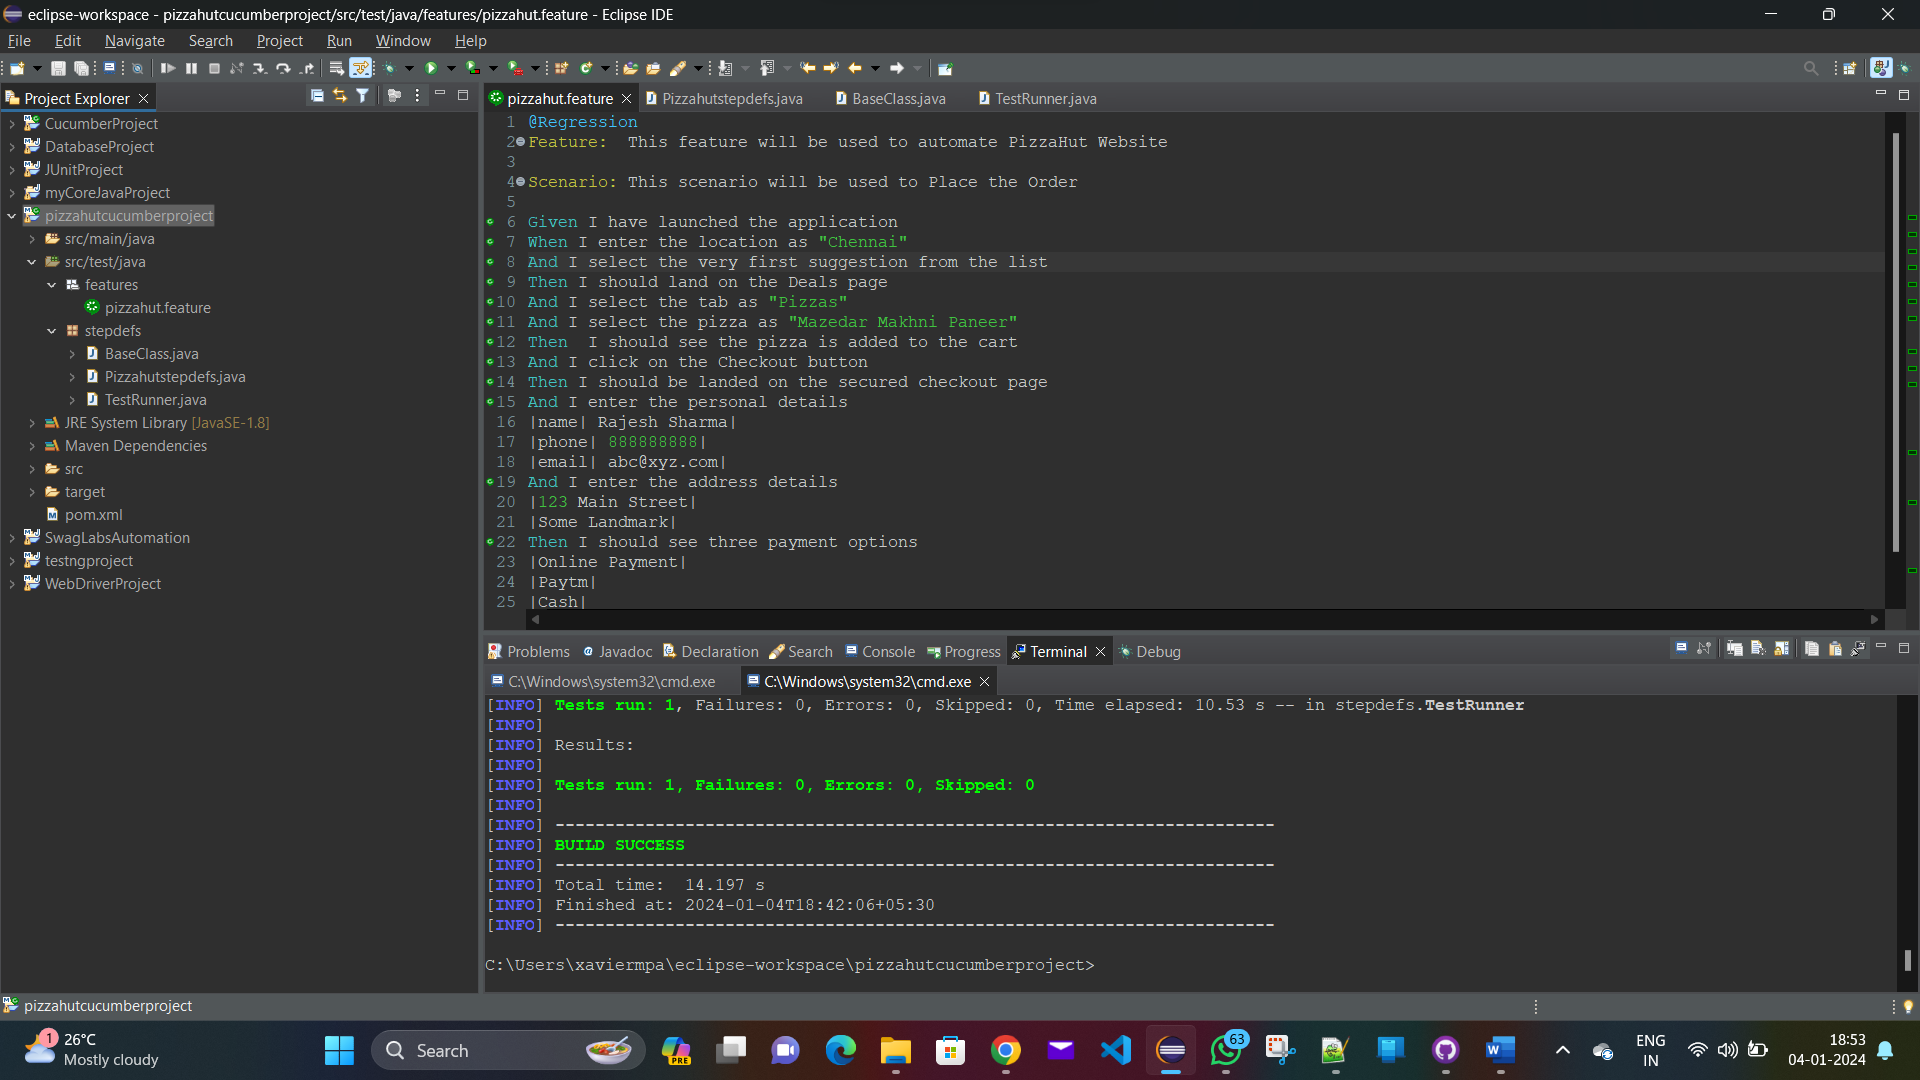 eclipse-workspace - pizzahutcucumberproject/src/test/java/features/pizzahut.feature - Eclipse IDE
File Edit Navigate Search Project Run Window Help
Project Explorer
CucumberProject
DatabaseProject
JUnitProject
myCoreJavaProject
pizzahutcucumberproject
src/main/java
src/test/java
features
pizzahut.feature
stepdefs
BaseClass.java
Pizzahutstepdefs.java
TestRunner.java
JRE System Library [JavaSE-1.8]
Maven Dependencies
src
target
pom.xml
SwagLabsAutomation
testngproject
WebDriverProject
pizzahut.feature Pizzahutstepdefs.java BaseClass.java TestRunner.java
1 @Regression
2 Feature:  This feature will be used to automate PizzaHut Website
3
4 Scenario: This scenario will be used to Place the Order
5
6 Given I have launched the application
7 When I enter the location as "Chennai"
8 And I select the very first suggestion from the list
9 Then I should land on the Deals page
10 And I select the tab as "Pizzas"
11 And I select the pizza as "Mazedar Makhni Paneer"
12 Then  I should see the pizza is added to the cart
13 And I click on the Checkout button
14 Then I should be landed on the secured checkout page
15 And I enter the personal details
16 |name| Rajesh Sharma|
17 |phone| 888888888|
18 |email| abc@xyz.com|
19 And I enter the address details
20 |123 Main Street|
21 |Some Landmark|
22 Then I should see three payment options
23 |Online Payment|
24 |Paytm|
25 |Cash|
Problems Javadoc Declaration Search Console Progress Terminal Debug
C:\Windows\system32\cmd.exe C:\Windows\system32\cmd.exe
[INFO] Tests run: 1, Failures: 0, Errors: 0, Skipped: 0, Time elapsed: 10.53 s -- in stepdefs.TestRunner
[INFO]
[INFO] Results:
[INFO]
[INFO] Tests run: 1, Failures: 0, Errors: 0, Skipped: 0
[INFO]
[INFO] ------------------------------------------------------------------------
[INFO] BUILD SUCCESS
[INFO] ------------------------------------------------------------------------
[INFO] Total time:  14.197 s
[INFO] Finished at: 2024-01-04T18:42:06+05:30
[INFO] ------------------------------------------------------------------------
C:\Users\xaviermpa\eclipse-workspace\pizzahutcucumberproject>
pizzahutcucumberproject
1
26°C
Mostly cloudy
Search
PRE
63
ENG
IN
18:53
04-01-2024